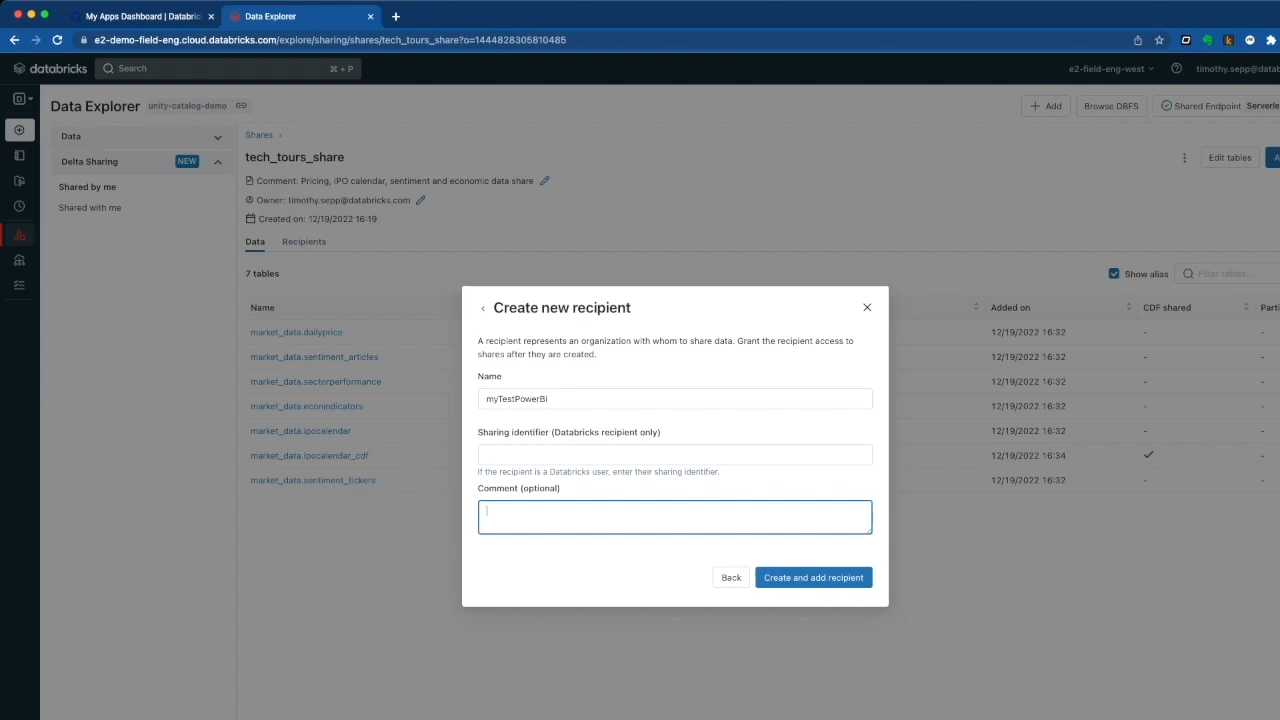 My Apps Dashboard | Databric
Data Explorer
e2-demo-field-eng.cloud.databricks.com/explore/sharing/shares/tech_tours_share?o=1444828305810485
databricks
Search
⌘ + P
e2-field-eng-west
timothy.sepp@datab
Data Explorer
unity-catalog-demo
Add
Browse DBFS
Shared Endpoint
Serverle
Data
Delta Sharing
NEW
Shared by me
Shared with me
Shares ›
tech_tours_share
Edit tables
A
Comment: Pricing, IPO calendar, sentiment and economic data share
Owner: timothy.sepp@databricks.com
Created on: 12/19/2022 16:19
Data
Recipients
7 tables
Show alias
Filter tables...
Name
Added on
CDF shared
Parti
market_data.dailyprice
12/19/2022 16:32
-
-
market_data.sentiment_articles
12/19/2022 16:32
-
-
market_data.sectorperformance
12/19/2022 16:32
-
-
market_data.econindicators
12/19/2022 16:32
-
-
market_data.ipocalendar
12/19/2022 16:32
-
-
market_data.ipocalendar_cdf
12/19/2022 16:34
-
market_data.sentiment_tickers
12/19/2022 16:32
-
-
Create new recipient
A recipient represents an organization with whom to share data. Grant the recipient access to
shares after they are created.
Name
myTestPowerBi
Sharing identifier (Databricks recipient only)
If the recipient is a Databricks user, enter their sharing identifier.
Comment (optional)
Back
Create and add recipient